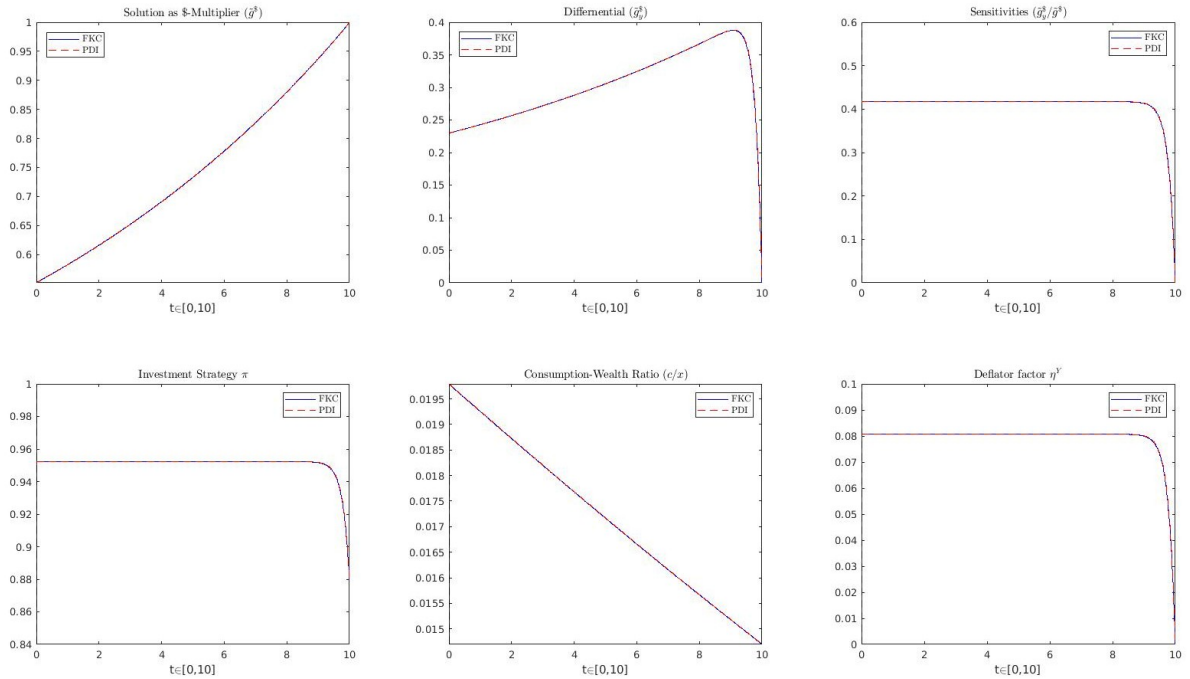 Solution as $-Multiplier (g̃^$)
1
0.95
0.9
0.85
0.8
0.75
0.7
0.65
0.6
FKC
PDI
0 2 4 6 8 10
t∈[0,10]
Differnential (g̃_y^$)
0.4
0.35
0.3
0.25
0.2
0.15
0.1
0.05
0
FKC
PDI
0 2 4 6 8 10
t∈[0,10]
Sensitivities (g̃_y^$/g̃^$)
0.6
0.5
0.4
0.3
0.2
0.1
0
FKC
PDI
0 2 4 6 8 10
t∈[0,10]
Investment Strategy π
1
0.98
0.96
0.94
0.92
0.9
0.88
0.86
0.84
FKC
PDI
0 2 4 6 8 10
t∈[0,10]
Consumption-Wealth Ratio (c/x)
0.0195
0.019
0.0185
0.018
0.0175
0.017
0.0165
0.016
0.0155
0.015
FKC
PDI
0 2 4 6 8 10
t∈[0,10]
Deflator factor η^Y
0.1
0.09
0.08
0.07
0.06
0.05
0.04
0.03
0.02
0.01
0
FKC
PDI
0 2 4 6 8 10
t∈[0,10]